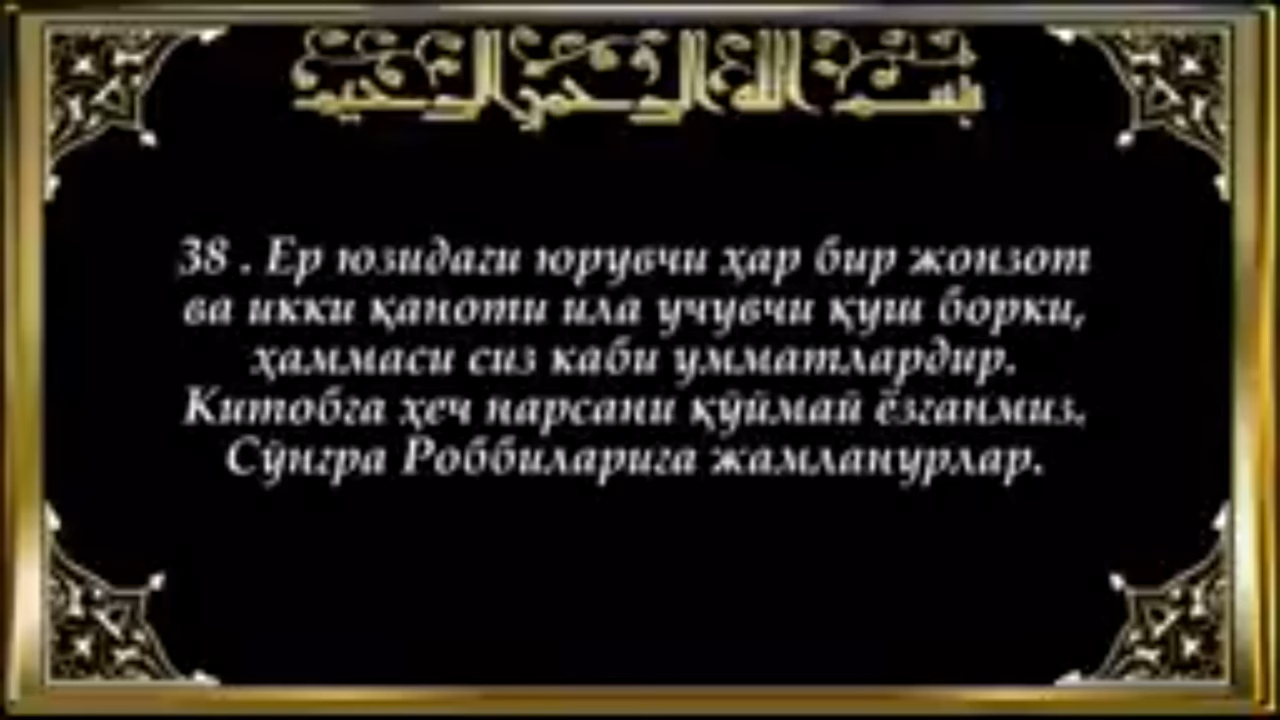 بسم الله الرحمن الرحيم
38 . Ер юзидаги юрувчи ҳар бир жонзот
ва икки қаноти ила учувчи қуш борки,
ҳаммаси сиз каби умматлардир.
Китобга ҳеч нарсани қўймай ёзганмиз.
Сўнгра Роббиларига жамланурлар.